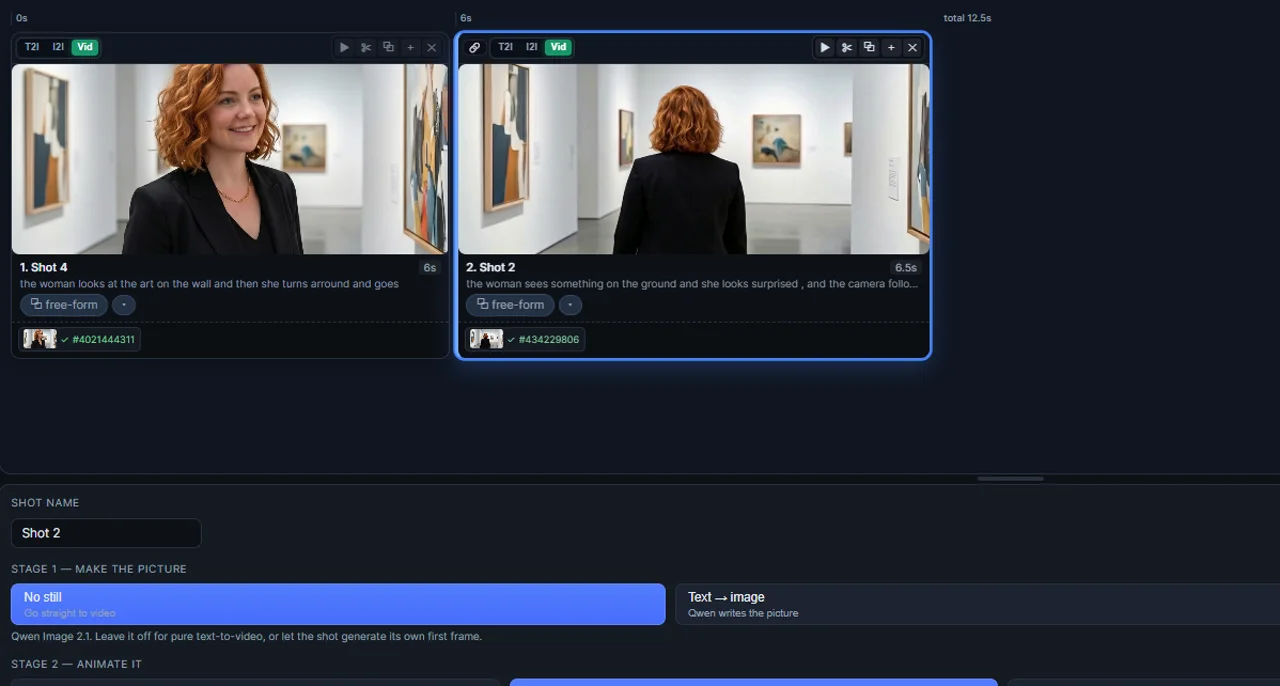 0s
6s
total 12.5s
T2I I2I Vid
T2I I2I Vid
1. Shot 4
6s
the woman looks at the art on the wall and then she turns arround and goes
free-form
✓ #4021444311
2. Shot 2
6.5s
the woman sees something on the ground and she looks surprised , and the camera follo...
free-form
✓ #434229806
SHOT NAME
Shot 2
STAGE 1 — MAKE THE PICTURE
No still
Go straight to video
Text → image
Qwen writes the picture
Qwen Image 2.1. Leave it off for pure text-to-video, or let the shot generate its own first frame.
STAGE 2 — ANIMATE IT